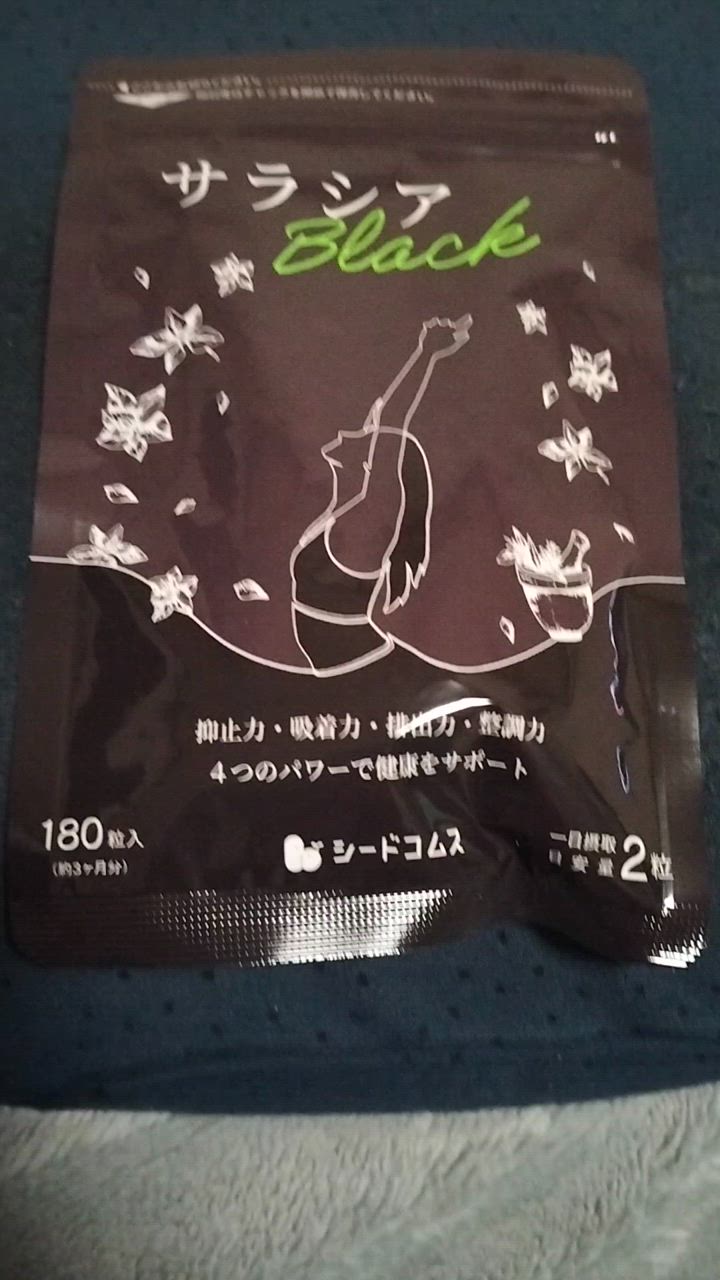 サラシア
Black
抑止力・吸着力・排出力・整調力
4つのパワーで健康をサポート
180粒入
(約3ヶ月分)
シードコムス
一日摂取
目安量2粒